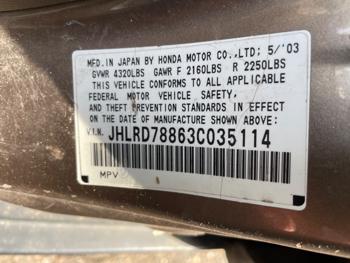 MFD. IN JAPAN BY HONDA MOTOR CO.,LTD; 5/'03
GVWR 4320LBS GAWR F 2160LBS R 2250LBS
THIS VEHICLE CONFORMS TO ALL APPLICABLE
FEDERAL MOTOR VEHICLE SAFETY,
AND THEFT PREVENTION STANDARDS IN EFFECT
ON THE DATE OF MANUFACTURE SHOWN ABOVE.
V.I.N. JHLRD78863C035114
MPV